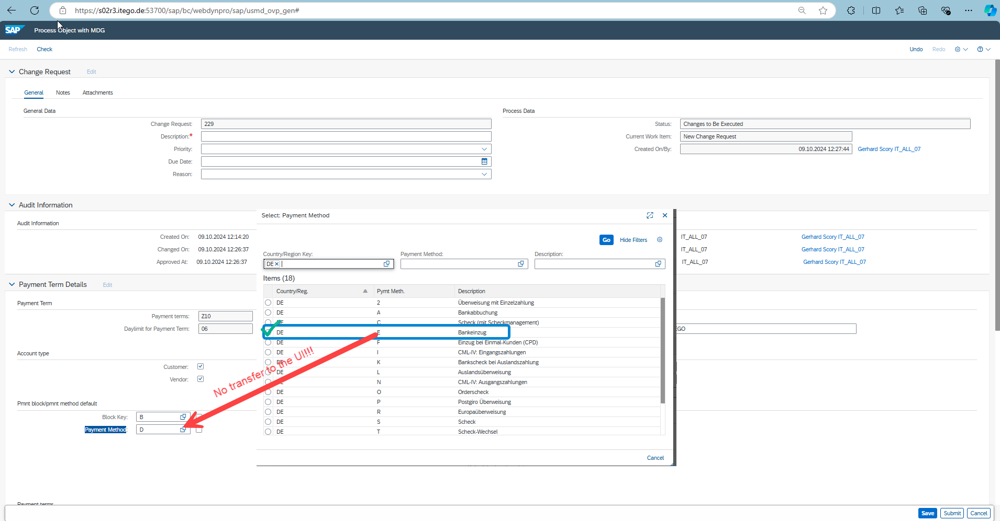 https://s02r3.itego.de:53700/sap/bc/webdynpro/sap/usmd_ovp_gen#
SAP Process Object with MDG
Refresh Check Undo Redo
Change Request Edit
General Notes Attachments
General Data Process Data
Change Request: 229 Status: Changes to Be Executed
Description:* Current Work Item: New Change Request
Priority: Created On/By: 09.10.2024 12:27:44 Gerhard Scory IT_ALL_07
Due Date:
Reason:
Audit Information
Audit Information
Created On: 09.10.2024 12:14:20 IT_ALL_07 Gerhard Scory IT_ALL_07
Changed On: 09.10.2024 12:26:37 IT_ALL_07 Gerhard Scory IT_ALL_07
Approved At: 09.10.2024 12:26:37 IT_ALL_07 Gerhard Scory IT_ALL_07
Payment Term Details Edit
Payment Term
Payment terms: Z10
Daylimit for Payment Term: 06 EGO
Account type
Customer:
Vendor:
Pmnt block/pmnt method default
Block Key: B
Payment Method: D
Payment terms
Select: Payment Method
Go Hide Filters
Country/Region Key: Payment Method: Description:
DE
Items (18)
Country/Reg. Pymt Meth. Description
DE 2 Überweisung mit Einzelzahlung
DE A Bankabbuchung
DE C Scheck (mit Scheckmanagement)
DE E Bankeinzug
DE F Einzug bei Einmal-Kunden (CPD)
DE I CML-IV: Eingangszahlungen
DE K Bankscheck bei Auslandszahlung
DE L Auslandsüberweisung
DE N CML-IV: Ausgangszahlungen
DE O Orderscheck
DE P Postgiro Überweisung
DE R Europaüberweisung
DE S Scheck
DE T Scheck-Wechsel
Cancel
No transfer to the UI!!!
Save Submit Cancel